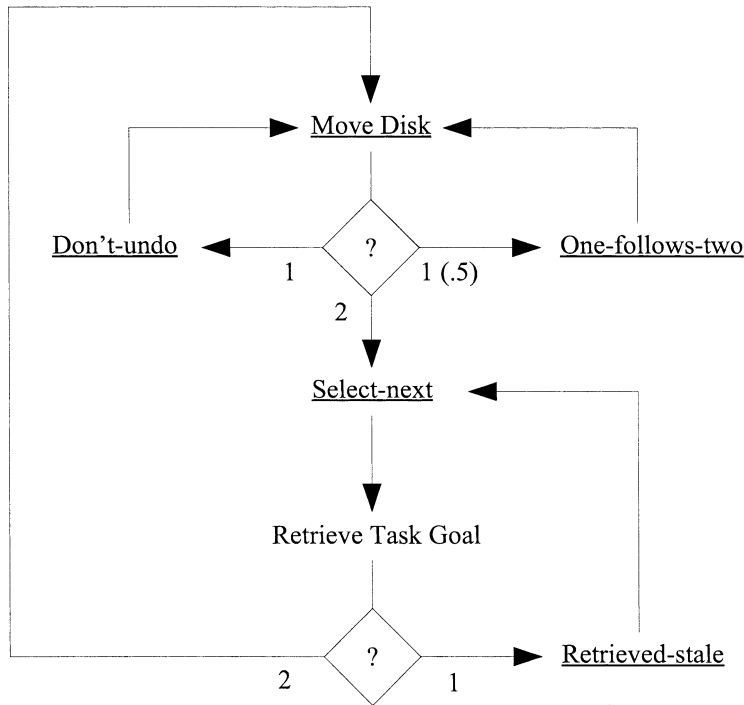 Move Disk
Don't-undo
?
One-follows-two
1
1 (.5)
2
Select-next
Retrieve Task Goal
?
Retrieved-stale
2
1